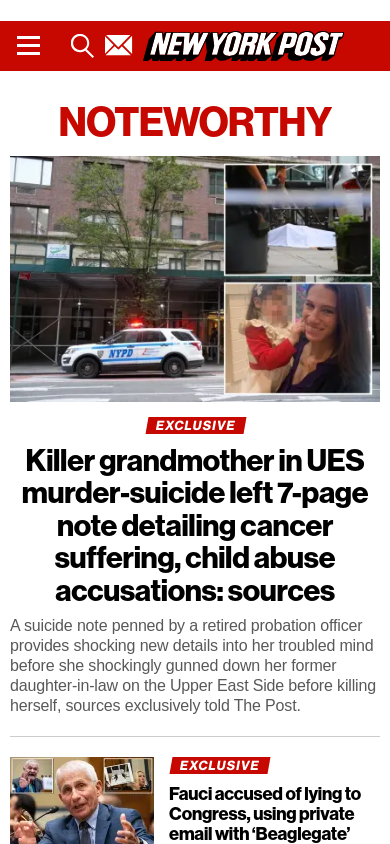 NEW YORK POST
NOTEWORTHY
NYPD
EXCLUSIVE
Killer grandmother in UES
murder-suicide left 7-page
note detailing cancer
suffering, child abuse
accusations: sources
A suicide note penned by a retired probation officer
provides shocking new details into her troubled mind
before she shockingly gunned down her former
daughter-in-law on the Upper East Side before killing
herself, sources exclusively told The Post.
EXCLUSIVE
Fauci accused of lying to
Congress, using private
email with ‘Beaglegate’